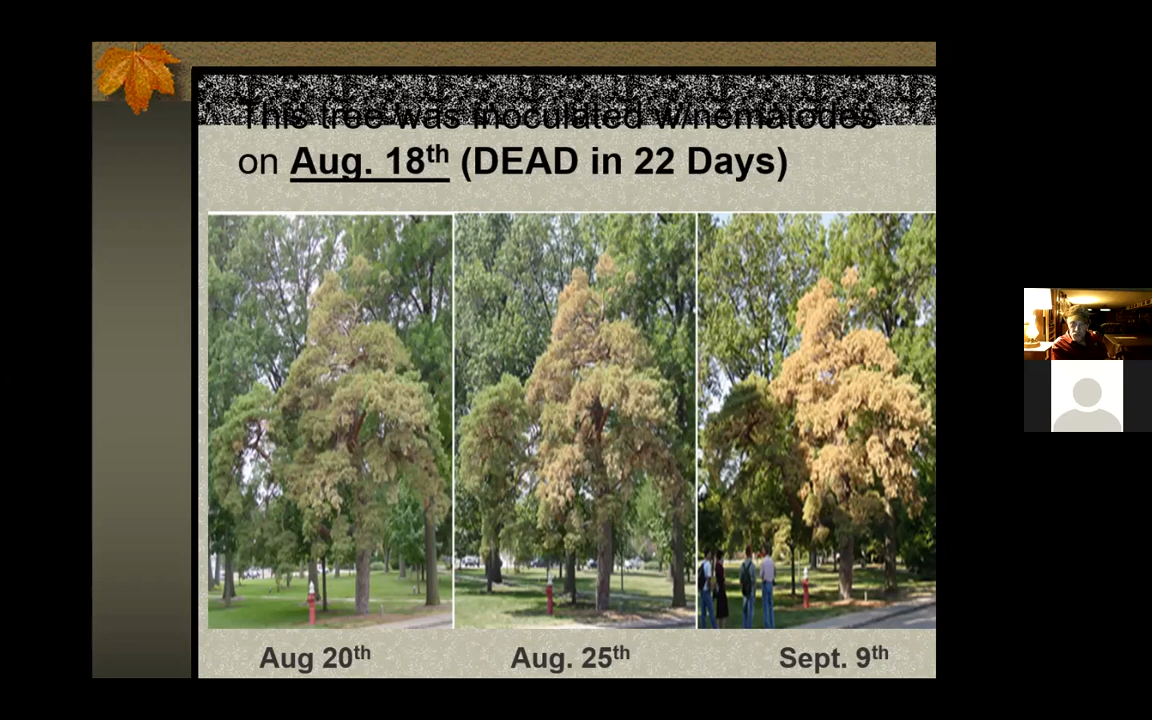 This tree was inoculated w/nematodes
on Aug. 18th (DEAD in 22 Days)
Aug 20th Aug. 25th Sept. 9th